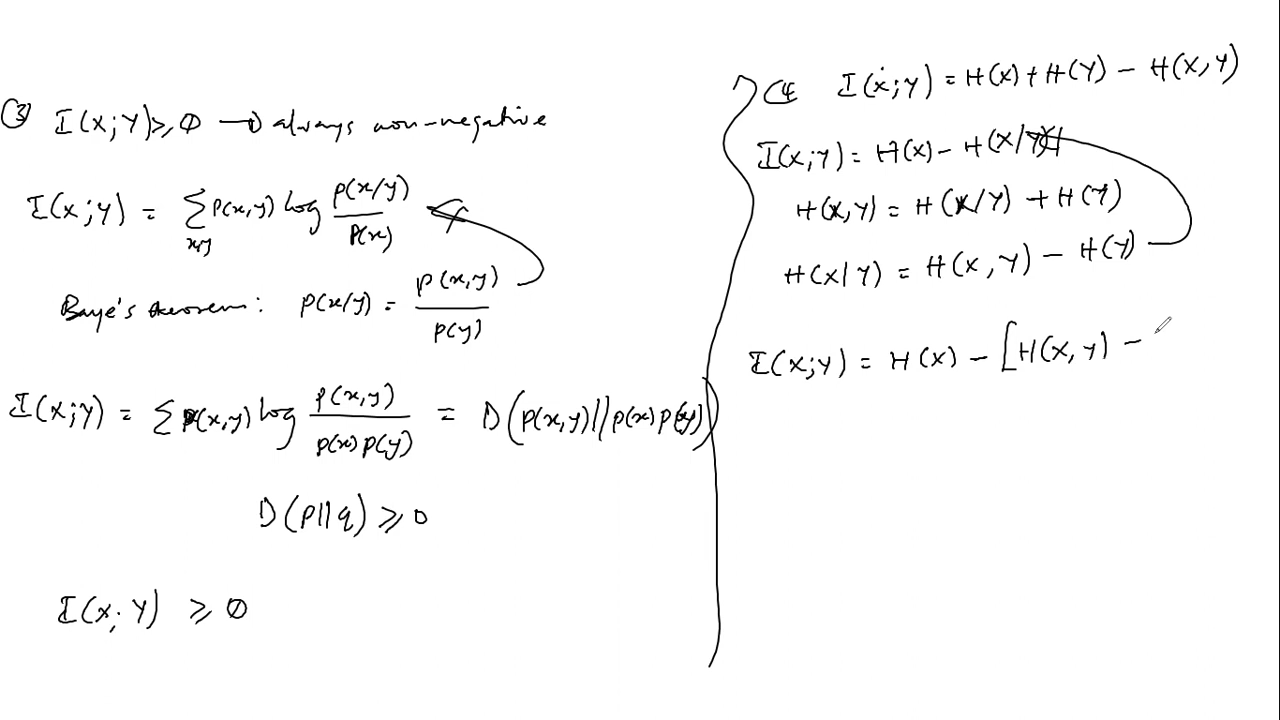 ③ I(X;Y) ≥ 0 → always non-negative
I(X;Y) = Σ_{x,y} p(x,y) log p(x/y) / p(x)
Baye's theorem: p(x/y) = p(x,y) / p(y)
I(X;Y) = Σ p(x,y) log p(x,y) / p(x) p(y) = D(p(x,y) || p(x) p(y))
D(p||q) ≥ 0
I(X;Y) ≥ 0
④ I(X;Y) = H(X) + H(Y) - H(X,Y)
I(X;Y) = H(X) - H(X/Y)
H(X,Y) = H(X/Y) + H(Y)
H(X/Y) = H(X,Y) - H(Y)
I(X;Y) = H(X) - [H(X,Y) -